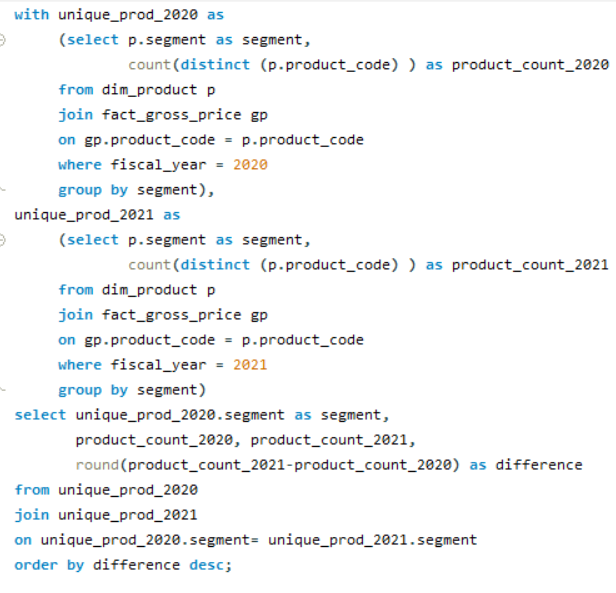 with unique_prod_2020 as
(select p.segment as segment,
count(distinct (p.product_code) ) as product_count_2020
from dim_product p
join fact_gross_price gp
on gp.product_code = p.product_code
where fiscal_year = 2020
group by segment),
unique_prod_2021 as
(select p.segment as segment,
count(distinct (p.product_code) ) as product_count_2021
from dim_product p
join fact_gross_price gp
on gp.product_code = p.product_code
where fiscal_year = 2021
group by segment)
select unique_prod_2020.segment as segment,
product_count_2020, product_count_2021,
round(product_count_2021-product_count_2020) as difference
from unique_prod_2020
join unique_prod_2021
on unique_prod_2020.segment= unique_prod_2021.segment
order by difference desc;